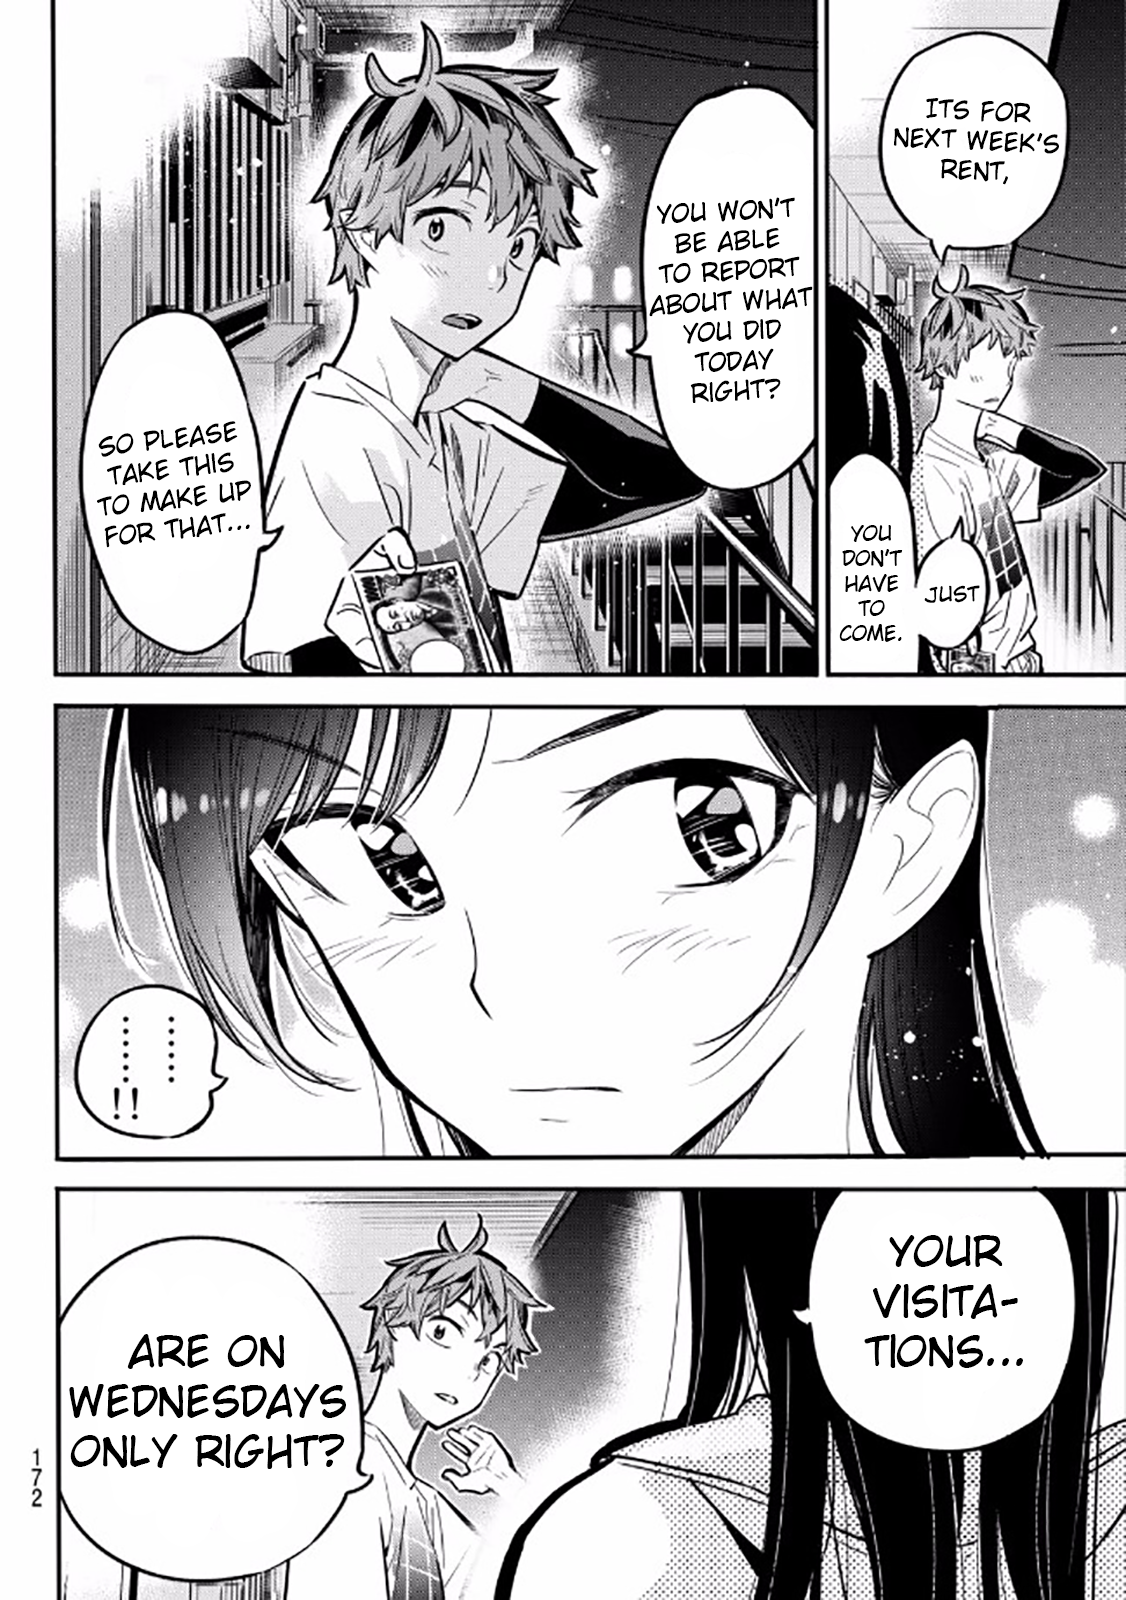 ITS FOR
NEXT WEEK'S
RENT,
JUST
YOU
DON'T
HAVE
TO
COME.
YOU WON'T
BE ABLE
TO REPORT
ABOUT WHAT
YOU DID
TODAY
RIGHT?
SO PLEASE
TAKE THIS
TO MAKE UP
FOR THAT...
............!!
YOUR
VISITA-
TIONS...
ARE ON
WEDNESDAYS
ONLY RIGHT?
172